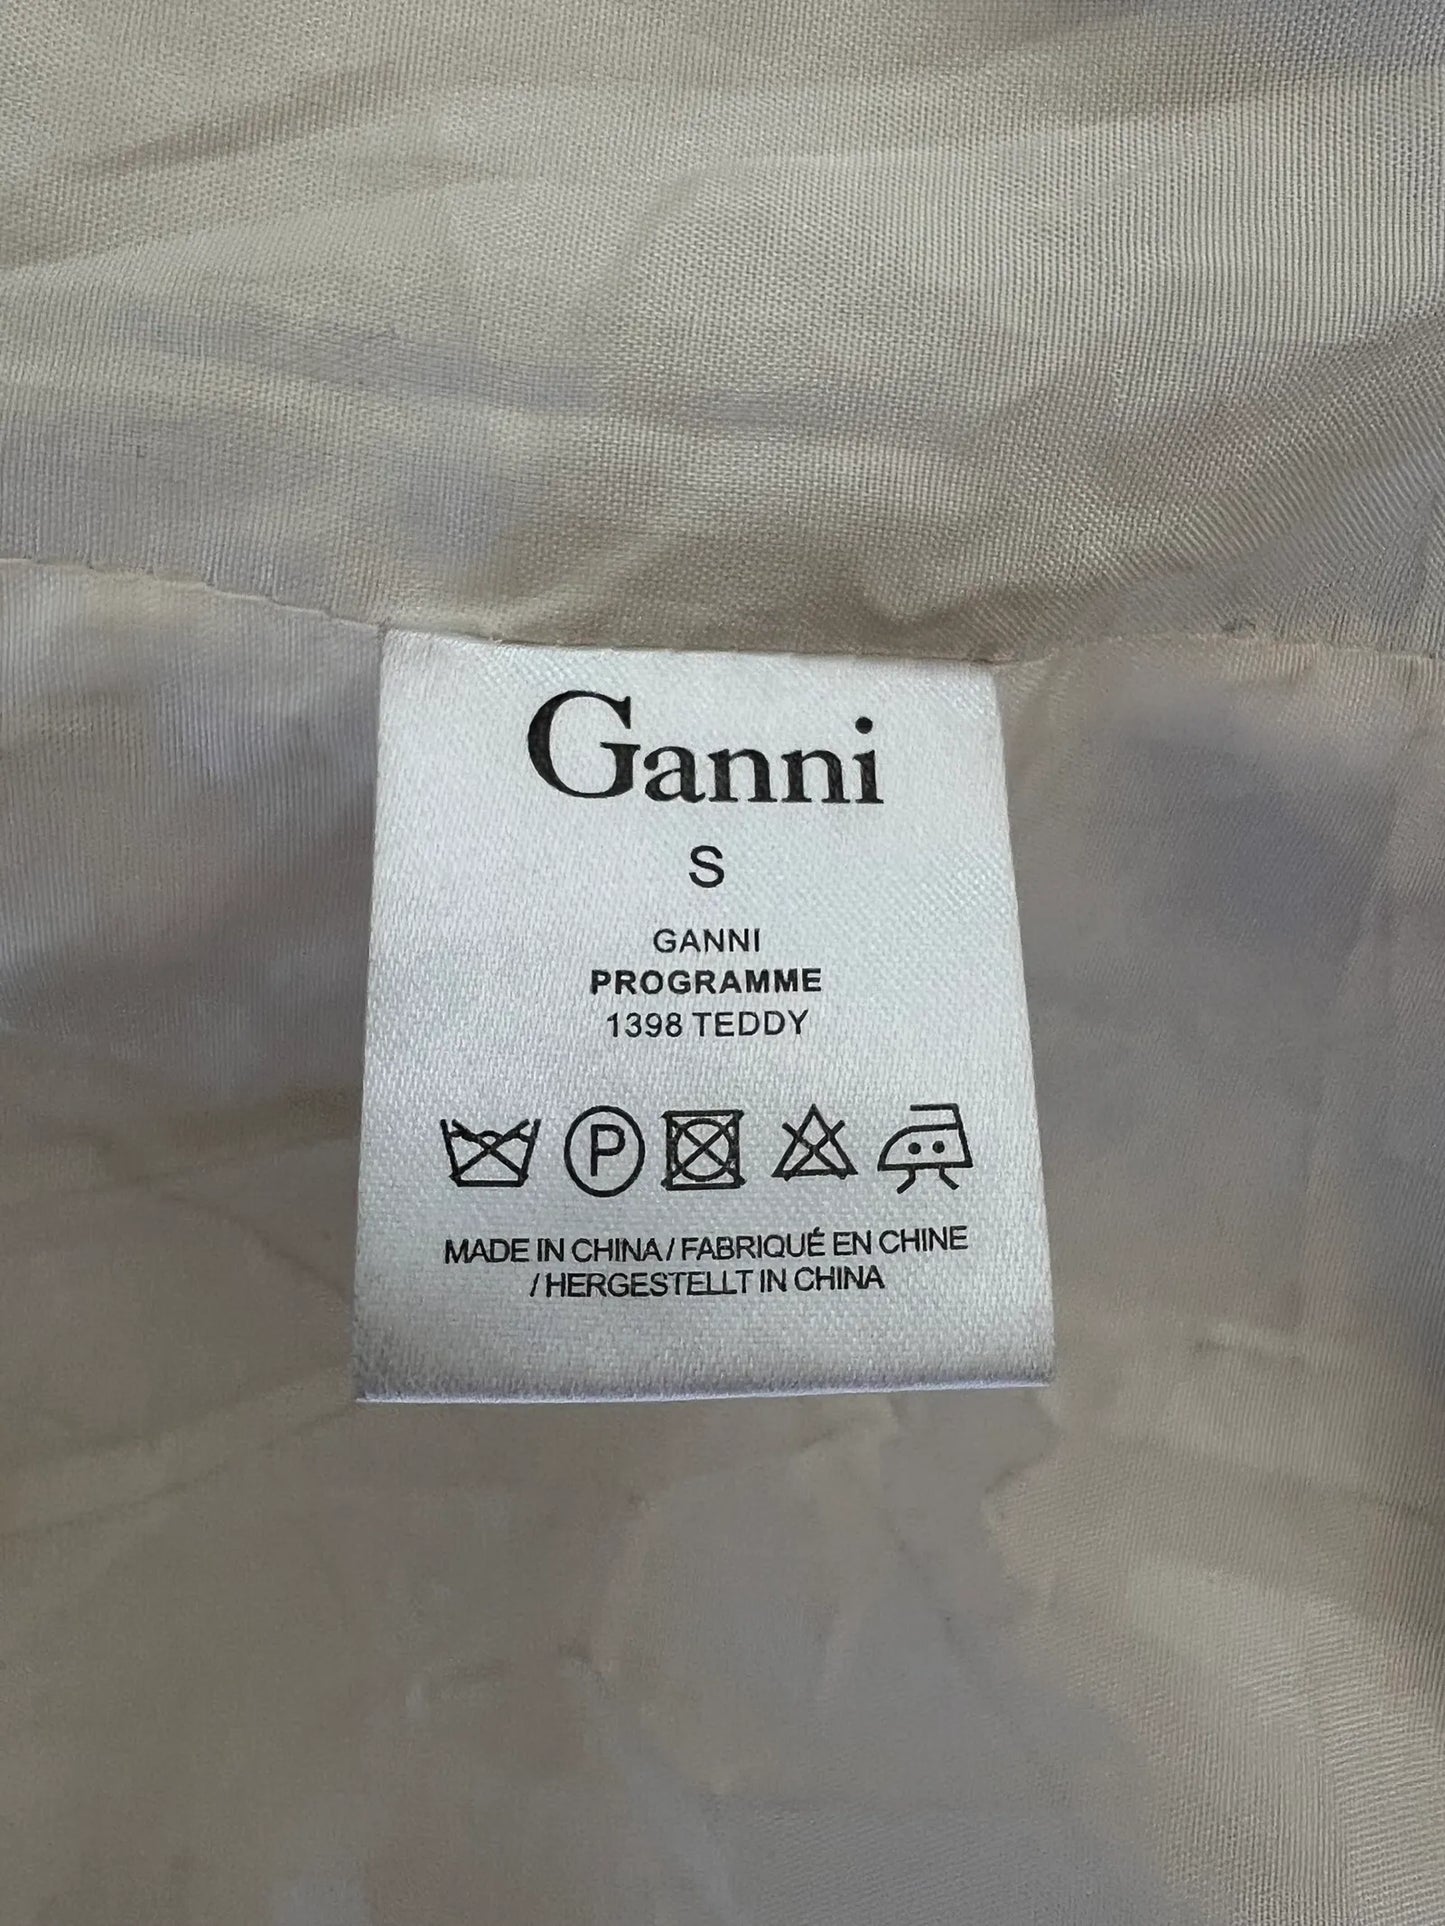 Ganni
S
GANNI
PROGRAMME
1398 TEDDY
P
MADE IN CHINA / FABRIQUÉ EN CHINE
/ HERGESTELLT IN CHINA